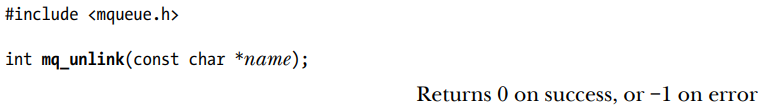 #include <mqueue.h>
int mq_unlink(const char *name);
Returns 0 on success, or −1 on error